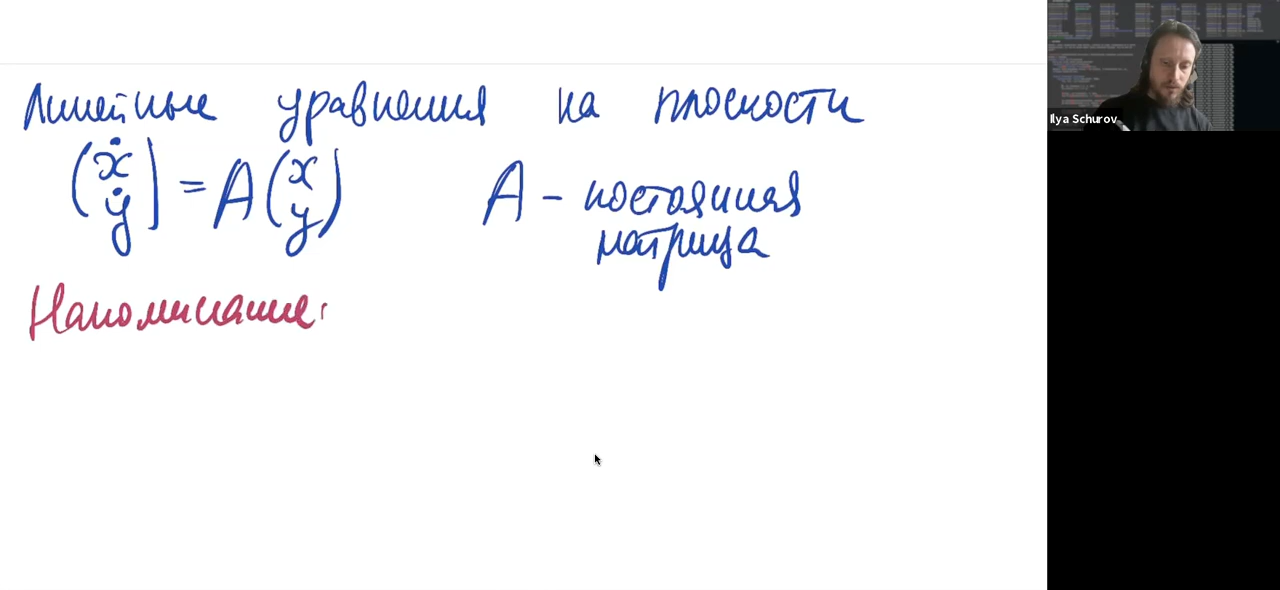 Линейные уравнения на плоскости
(ẋ ẏ) = A (x y) A - постоянная
матрица
Напоминание:
Ilya Schurov